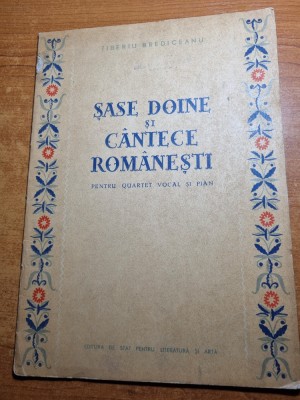 TIBERIU BREDICEANU
ȘASE DOINE
ȘI
CÂNTECE
ROMÂNEȘTI
PENTRU QUARTET VOCAL ȘI PIAN
EDITURA DE STAT PENTRU LITERATURĂ ȘI ARTĂ